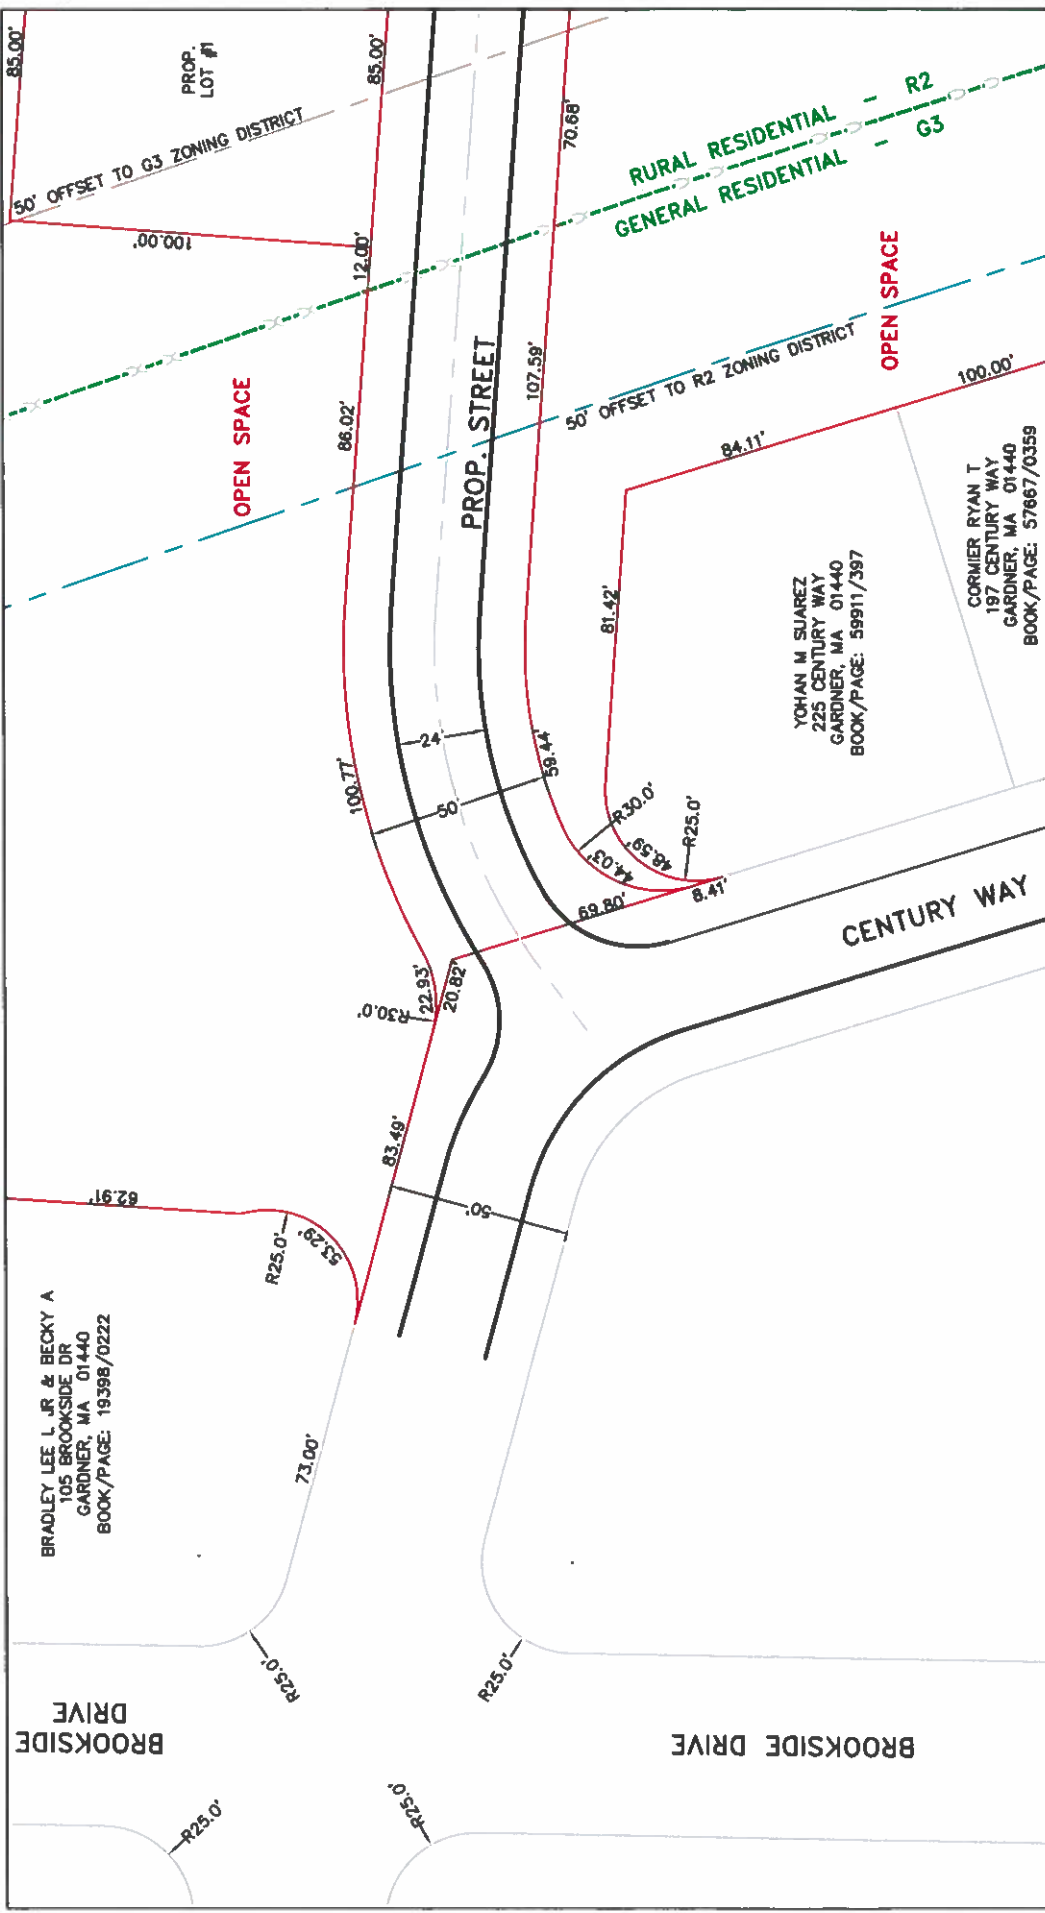 85.00'
PROP.
LOT #1
85.00'
50' OFFSET TO G3 ZONING DISTRICT
100.00'
12.00'
70.68'
RURAL RESIDENTIAL - R2
GENERAL RESIDENTIAL - G3
OPEN SPACE
86.02'
PROP. STREET
107.59'
50' OFFSET TO R2 ZONING DISTRICT
OPEN SPACE
100.00'
84.11'
81.42'
CORMIER RYAN T
197 CENTURY WAY
GARDNER, MA 01440
BOOK/PAGE: 57667/0359
YOHAN M SUAREZ
225 CENTURY WAY
GARDNER, MA 01440
BOOK/PAGE: 59911/397
24'
50'
100.77'
59.44'
R30.0'
R25.0'
48.59'
44.03'
8.41'
69.80'
CENTURY WAY
22.93'
20.82'
R30.0'
83.49'
50'
62.91'
R25.0'
53.29'
BRADLEY LEE L JR & BECKY A
105 BROOKSIDE DR
GARDNER, MA 01440
BOOK/PAGE: 19398/0222
73.00'
R25.0'
R25.0'
BROOKSIDE
DRIVE
BROOKSIDE DRIVE
R25.0'
R25.0'